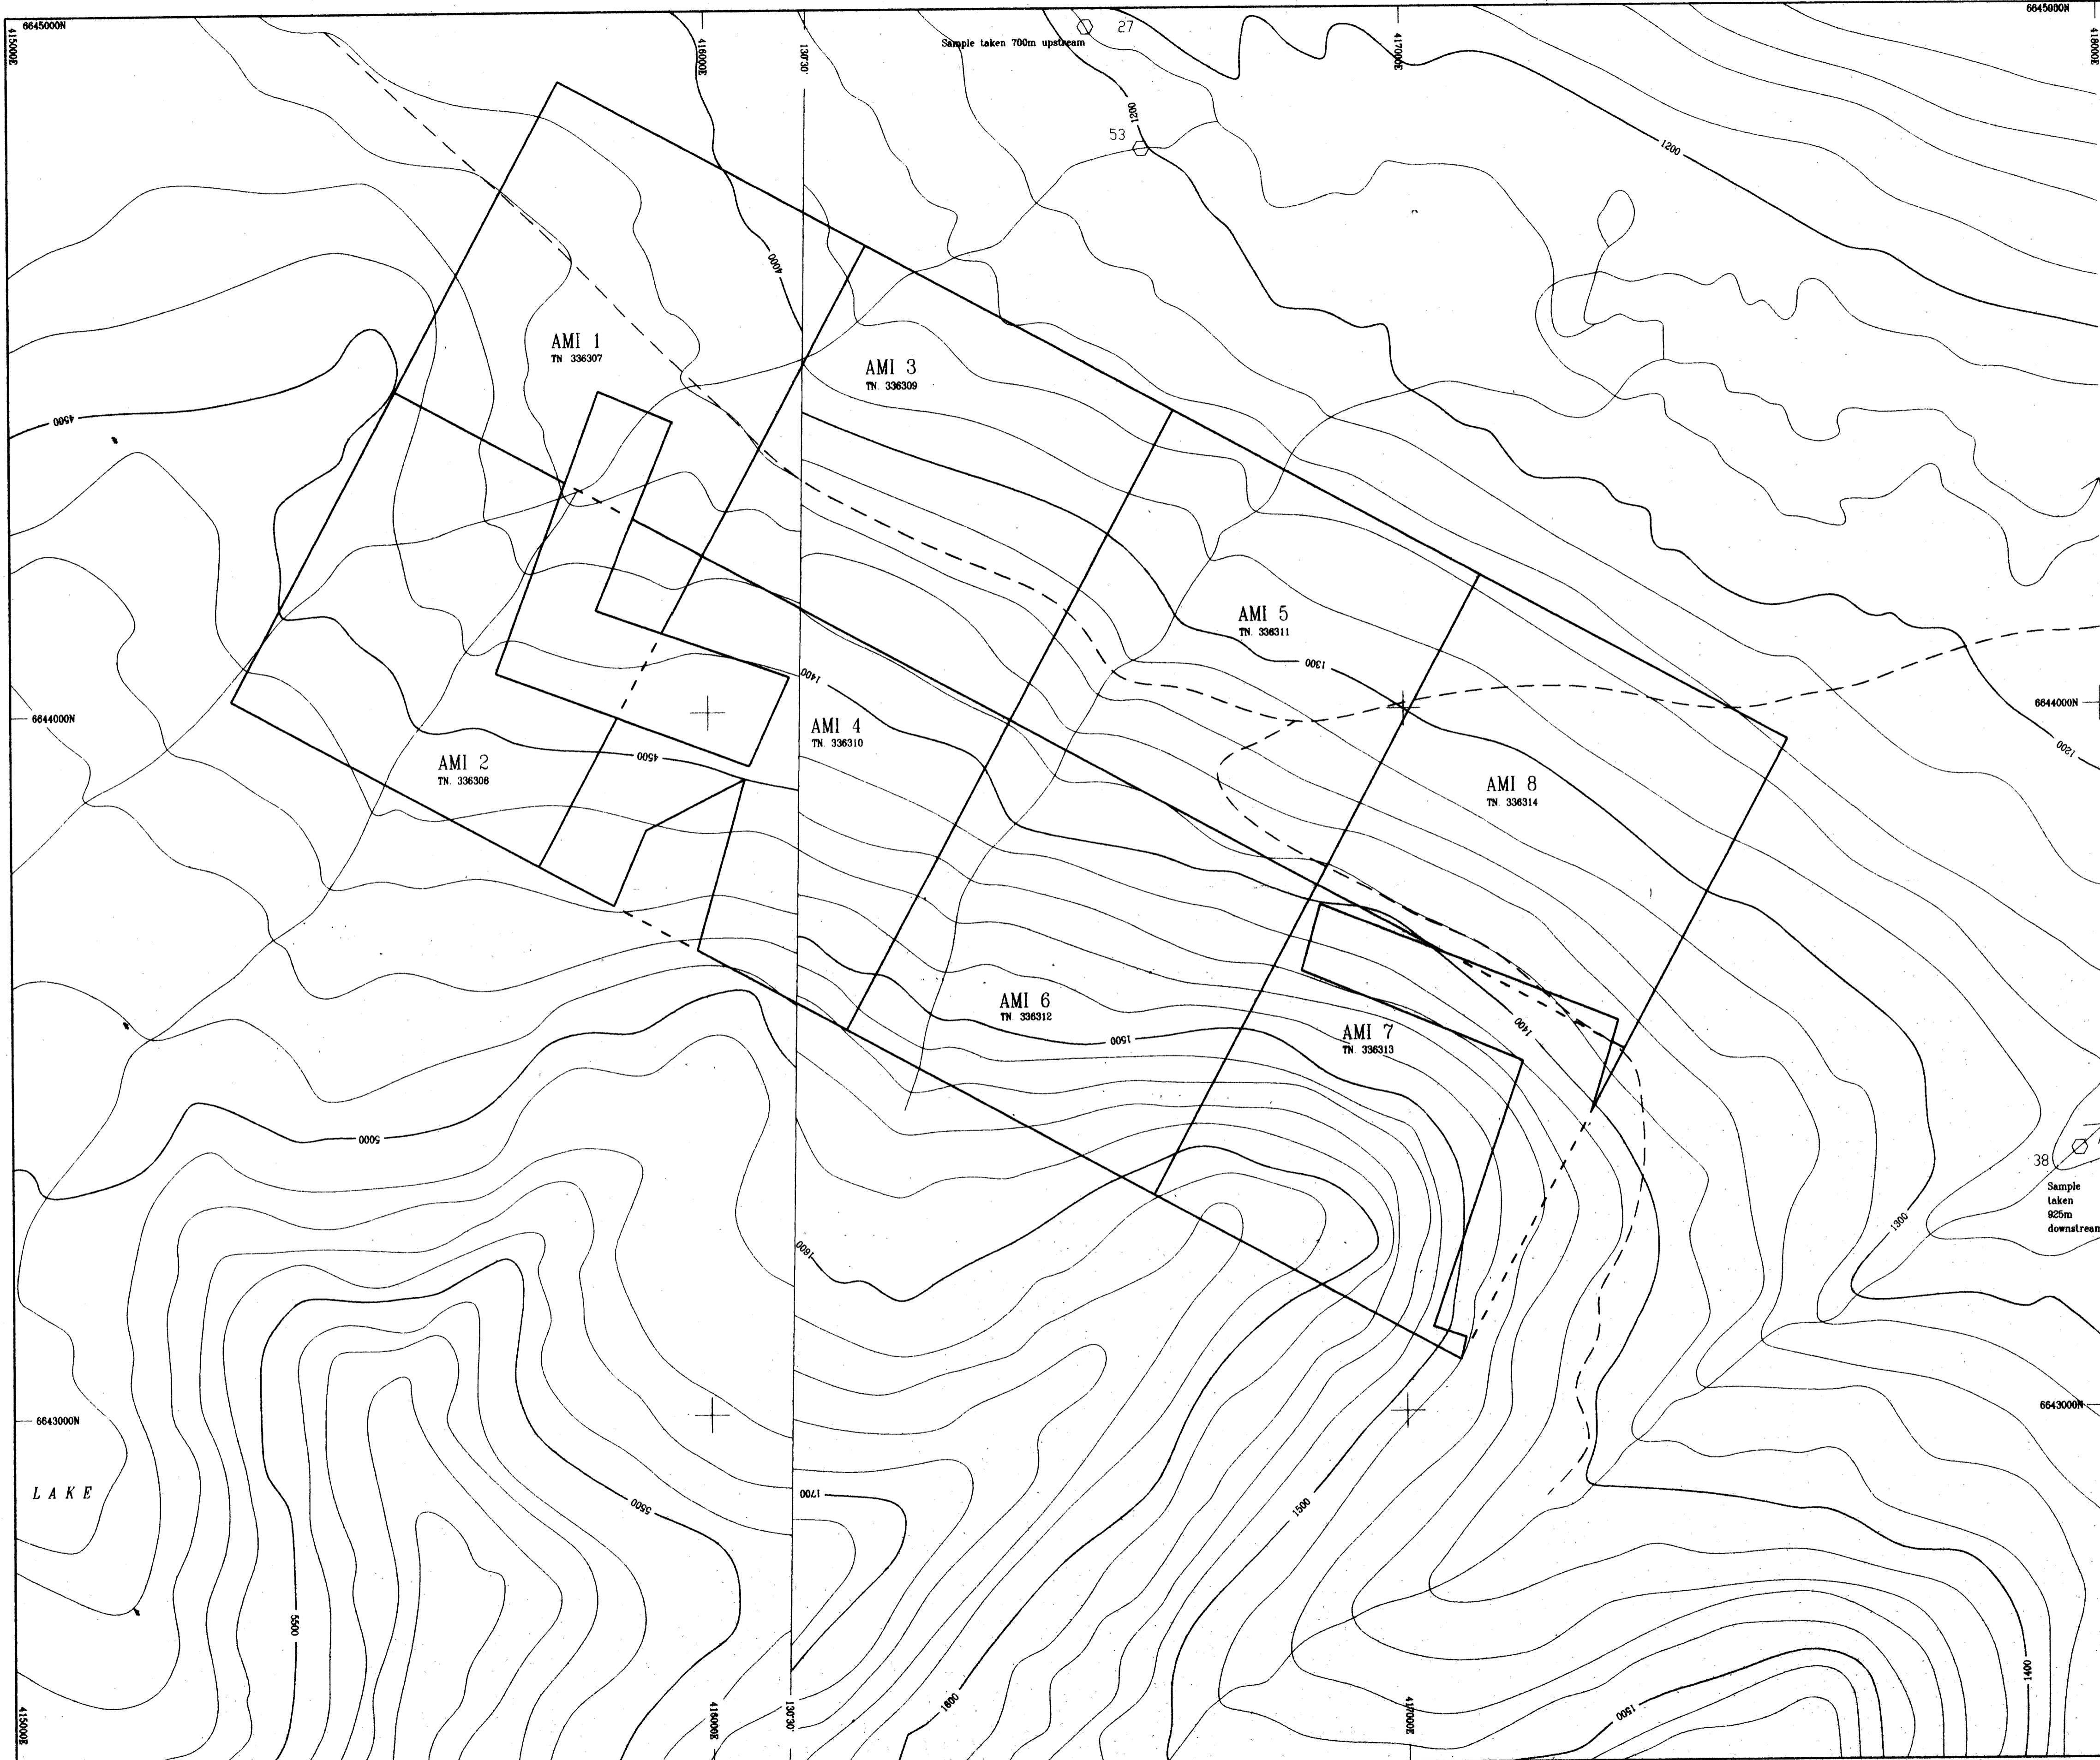 6645000N
6645000N
415000E
416000E
130°30'
417000E
418000E
Sample taken 700m upstream
27
53
1200
1200
4000
4500
AMI 1
TN 336307
AMI 3
TN. 336309
AMI 5
TN. 336311
1300
1400
6644000N
6644000N
AMI 4
TN. 336310
4500
AMI 2
TN. 336308
AMI 8
TN. 336314
1200
AMI 6
TN. 336312
AMI 7
TN. 336313
1400
1500
5000
38
Sample
taken
925m
downstream
1300
1600
6643000N
6643000N
LAKE
5500
1700
1500
5500
1600
1500
1400
415000E
416000E
130°30'
417000E